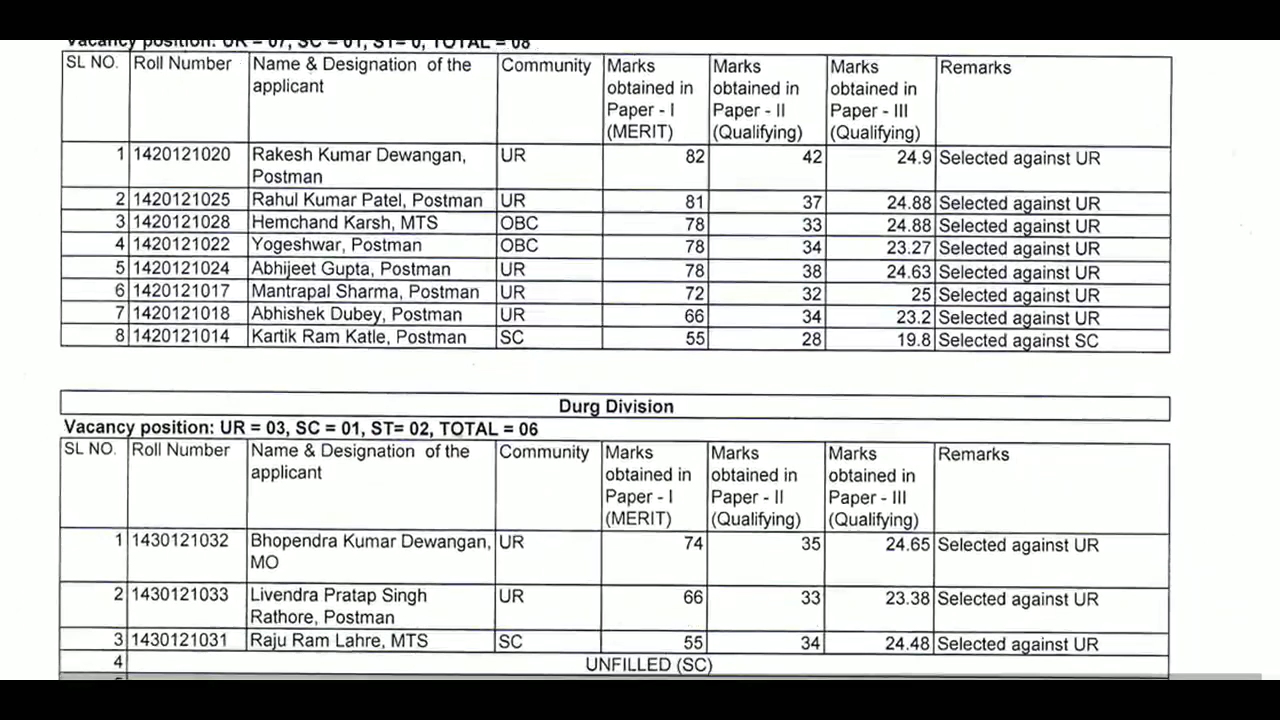 Vacancy position: UR = 07, SC = 01, ST= 0, TOTAL = 08
SL NO. Roll Number Name & Designation of the applicant Community Marks obtained in Paper - I (MERIT) Marks obtained in Paper - II (Qualifying) Marks obtained in Paper - III (Qualifying) Remarks
1 1420121020 Rakesh Kumar Dewangan, Postman UR 82 42 24.9 Selected against UR
2 1420121025 Rahul Kumar Patel, Postman UR 81 37 24.88 Selected against UR
3 1420121028 Hemchand Karsh, MTS OBC 78 33 24.88 Selected against UR
4 1420121022 Yogeshwar, Postman OBC 78 34 23.27 Selected against UR
5 1420121024 Abhijeet Gupta, Postman UR 78 38 24.63 Selected against UR
6 1420121017 Mantrapal Sharma, Postman UR 72 32 25 Selected against UR
7 1420121018 Abhishek Dubey, Postman UR 66 34 23.2 Selected against UR
8 1420121014 Kartik Ram Katle, Postman SC 55 28 19.8 Selected against SC
Durg Division
Vacancy position: UR = 03, SC = 01, ST= 02, TOTAL = 06
SL NO. Roll Number Name & Designation of the applicant Community Marks obtained in Paper - I (MERIT) Marks obtained in Paper - II (Qualifying) Marks obtained in Paper - III (Qualifying) Remarks
1 1430121032 Bhopendra Kumar Dewangan, MO UR 74 35 24.65 Selected against UR
2 1430121033 Livendra Pratap Singh Rathore, Postman UR 66 33 23.38 Selected against UR
3 1430121031 Raju Ram Lahre, MTS SC 55 34 24.48 Selected against UR
4 UNFILLED (SC)